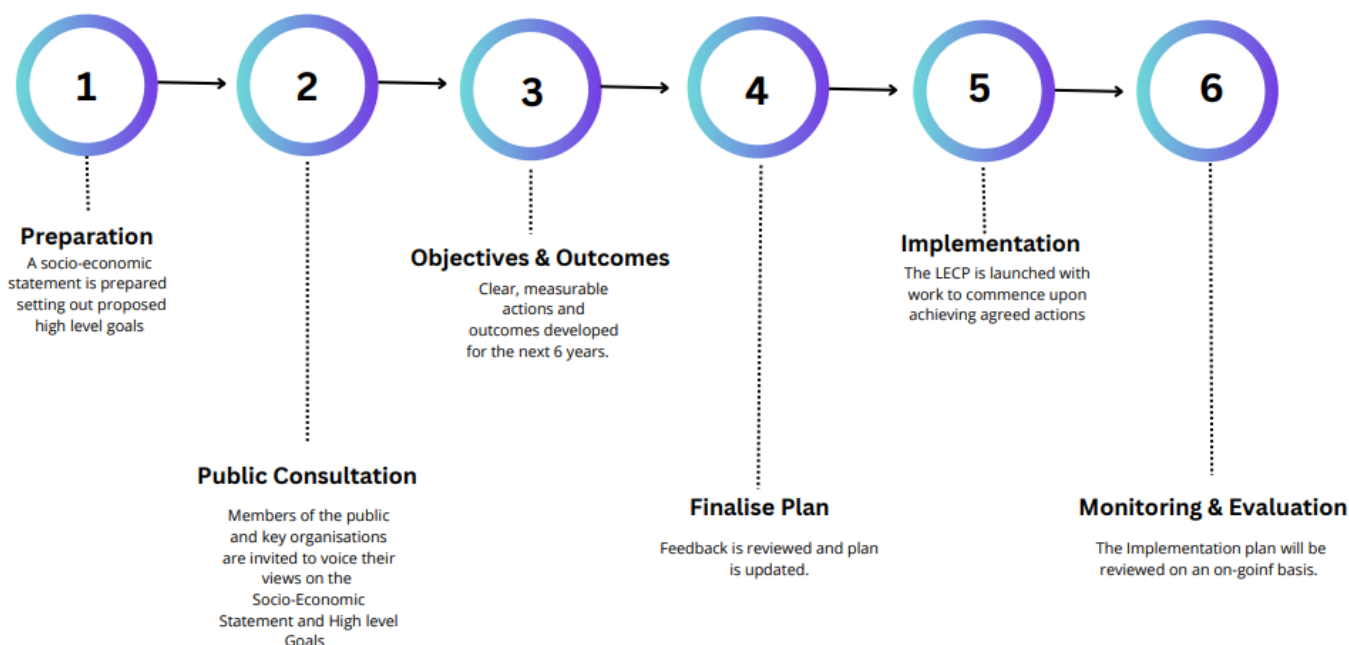 1
2
3
4
5
6
Preparation
A socio-economic
statement is prepared
setting out proposed
high level goals
Public Consultation
Members of the public
and key organisations
are invited to voice their
views on the
Socio-Economic
Statement and High level
Goals
Objectives & Outcomes
Clear, measurable
actions and
outcomes developed
for the next 6 years.
Finalise Plan
Feedback is reviewed and plan
is updated.
Implementation
The LECP is launched with
work to commence upon
achieving agreed actions
Monitoring & Evaluation
The Implementation plan will be
reviewed on an on-goinf basis.